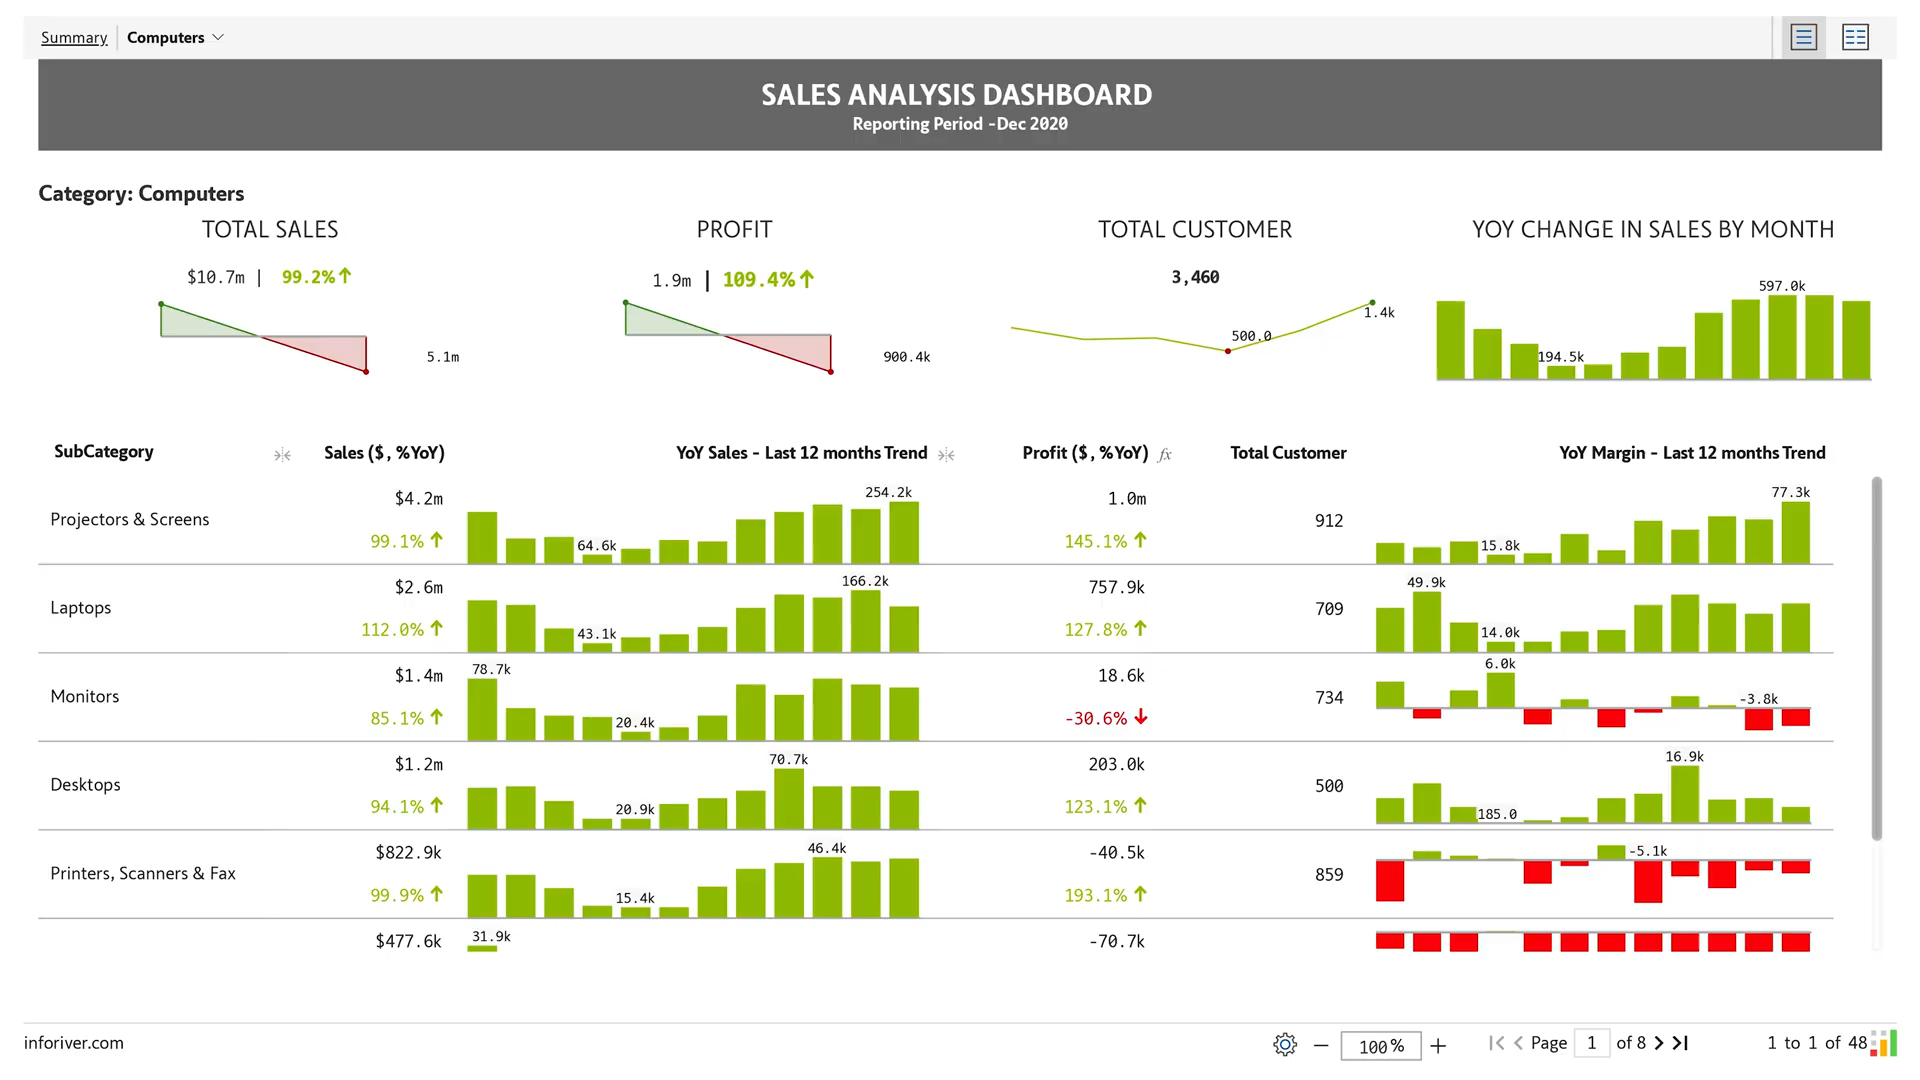 Summary
Computers
SALES ANALYSIS DASHBOARD
Reporting Period -Dec 2020
Category: Computers
TOTAL SALES
$10.7m | 99.2%↑
5.1m
PROFIT
1.9m | 109.4%↑
900.4k
TOTAL CUSTOMER
3,460
1.4k
500.0
YOY CHANGE IN SALES BY MONTH
597.0k
194.5k
SubCategory Sales ($, %YoY) YoY Sales - Last 12 months Trend Profit ($, %YoY) fx Total Customer YoY Margin - Last 12 months Trend
Projectors & Screens
$4.2m
99.1% ↑
254.2k
64.6k
1.0m
145.1% ↑
912
77.3k
15.8k
Laptops
$2.6m
112.0% ↑
166.2k
43.1k
757.9k
127.8% ↑
709
49.9k
14.0k
Monitors
$1.4m
85.1% ↑
78.7k
20.4k
18.6k
-30.6% ↓
734
6.0k
-3.8k
Desktops
$1.2m
94.1% ↑
70.7k
20.9k
203.0k
123.1% ↑
500
16.9k
185.0
Printers, Scanners & Fax
$822.9k
99.9% ↑
46.4k
15.4k
-40.5k
193.1% ↑
859
-5.1k
$477.6k
31.9k
-70.7k
inforiver.com
100%
Page 1 of 8
1 to 1 of 48